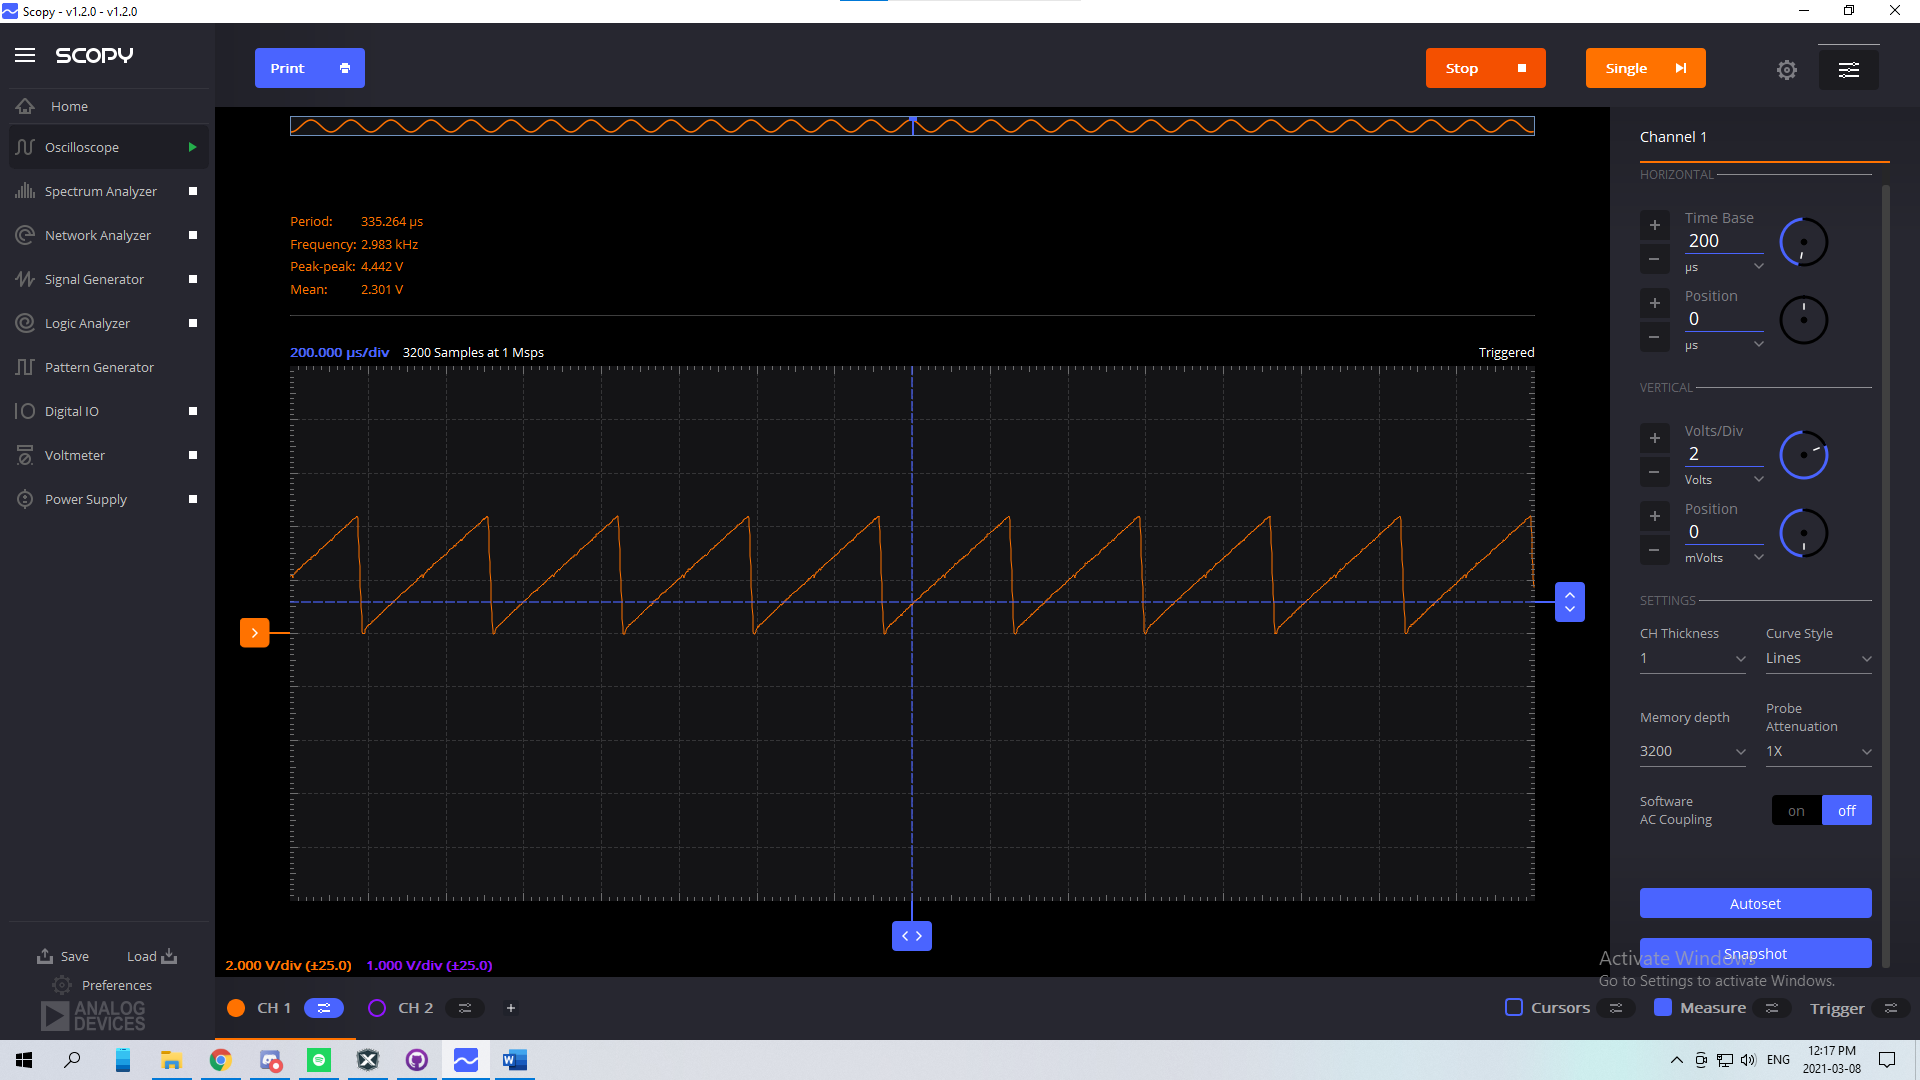 Scopy - v1.2.0 - v1.2.0
SCOPY
Print
Stop
Single
Home
Oscilloscope
Spectrum Analyzer
Network Analyzer
Signal Generator
Logic Analyzer
Pattern Generator
Digital IO
Voltmeter
Power Supply
Save
Load
Preferences
ANALOG
DEVICES
Period: 335.264 µs
Frequency: 2.983 kHz
Peak-peak: 4.442 V
Mean: 2.301 V
200.000 µs/div 3200 Samples at 1 Msps
Triggered
2.000 V/div (±25.0) 1.000 V/div (±25.0)
CH 1
CH 2
+
Cursors
Measure
Trigger
Channel 1
HORIZONTAL
Time Base
200
µs
Position
0
µs
VERTICAL
Volts/Div
2
Volts
Position
0
mVolts
SETTINGS
CH Thickness
1
Curve Style
Lines
Memory depth
3200
Probe
Attenuation
1X
Software
AC Coupling
on off
Autoset
Snapshot
Activate Windows
Go to Settings to activate Windows.
ENG
12:17 PM
2021-03-08